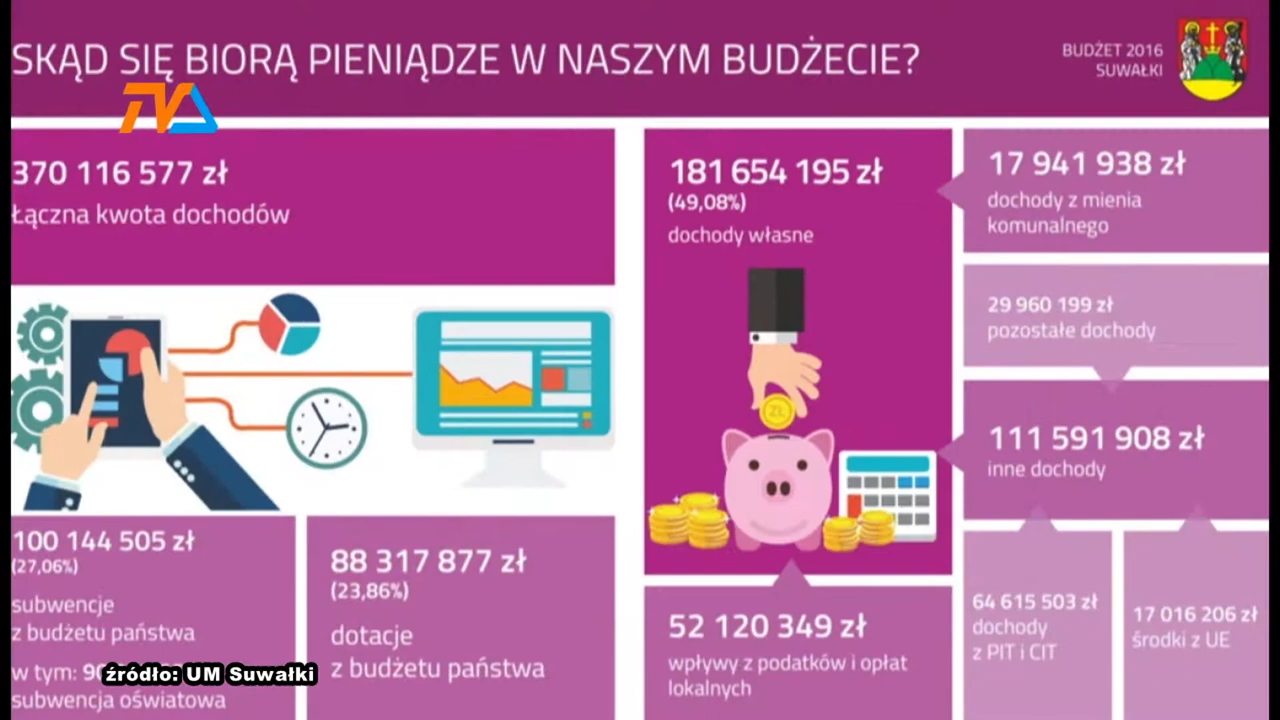 SKĄD SIĘ BIORĄ PIENIĄDZE W NASZYM BUDŻECIE?
BUDŻET 2016
SUWAŁKI
TVA
370 116 577 zł
Łączna kwota dochodów
181 654 195 zł
(49,08%)
dochody własne
ZŁ
17 941 938 zł
dochody z mienia
komunalnego
29 960 199 zł
pozostałe dochody
111 591 908 zł
inne dochody
100 144 505 zł
(27,06%)
subwencje
z budżetu państwa
w tym:
subwencja oświatowa
źródło: UM Suwałki
88 317 877 zł
(23,86%)
dotacje
z budżetu państwa
52 120 349 zł
wpływy z podatków i opłat
lokalnych
64 615 503 zł
dochody
z PIT i CIT
17 016 206 zł
środki z UE